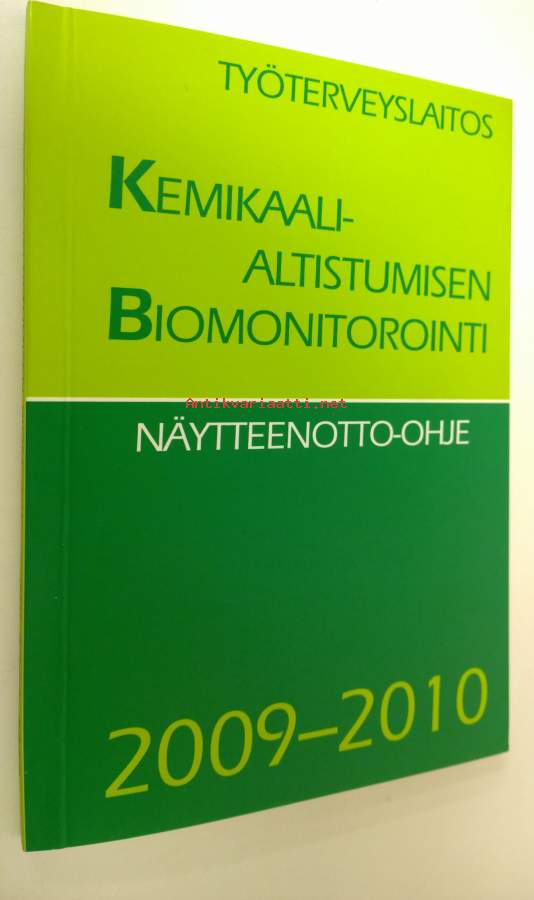 TYÖTERVEYSLAITOS
KEMIKAALI-
ALTISTUMISEN
BIOMONITOROINTI
Antikvariaatti.net
NÄYTTEENOTTO-OHJE
2009–2010